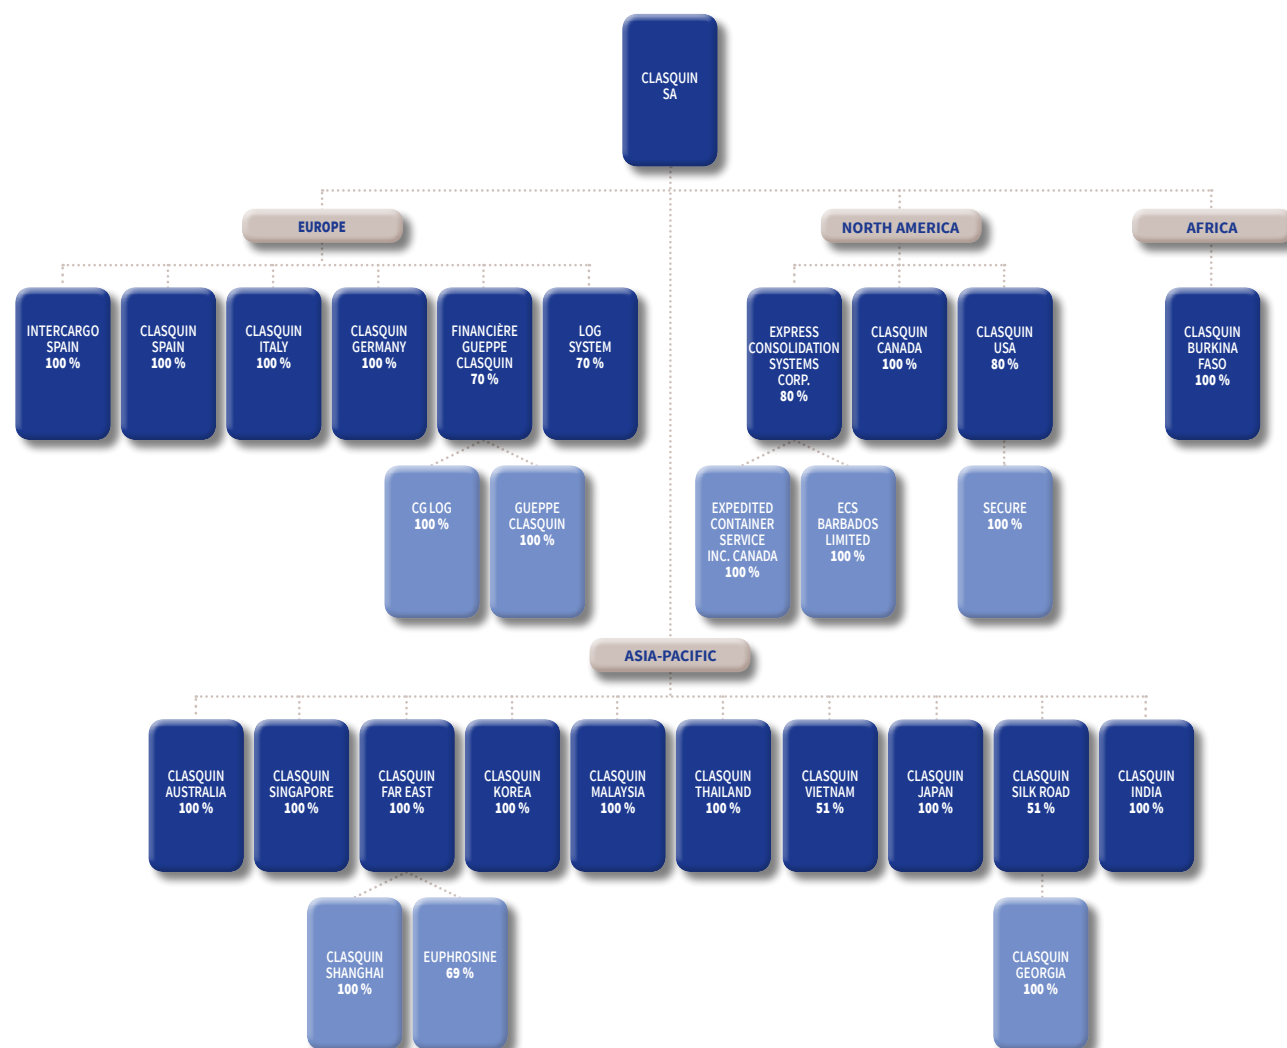 CLASQUIN
SA
EUROPE
NORTH AMERICA
AFRICA
INTERCARGO
SPAIN
100 %
CLASQUIN
SPAIN
100 %
CLASQUIN
ITALY
100 %
CLASQUIN
GERMANY
100 %
FINANCIÈRE
GUEPPE
CLASQUIN
70 %
LOG
SYSTEM
70 %
EXPRESS
CONSOLIDATION
SYSTEMS
CORP.
80 %
CLASQUIN
CANADA
100 %
CLASQUIN
USA
80 %
CLASQUIN
BURKINA
FASO
100 %
CG LOG
100 %
GUEPPE
CLASQUIN
100 %
EXPEDITED
CONTAINER
SERVICE
INC. CANADA
100 %
ECS
BARBADOS
LIMITED
100 %
SECURE
100 %
ASIA-PACIFIC
CLASQUIN
AUSTRALIA
100 %
CLASQUIN
SINGAPORE
100 %
CLASQUIN
FAR EAST
100 %
CLASQUIN
KOREA
100 %
CLASQUIN
MALAYSIA
100 %
CLASQUIN
THAILAND
100 %
CLASQUIN
VIETNAM
51 %
CLASQUIN
JAPAN
100 %
CLASQUIN
SILK ROAD
51 %
CLASQUIN
INDIA
100 %
CLASQUIN
SHANGHAI
100 %
EUPHROSINE
69 %
CLASQUIN
GEORGIA
100 %